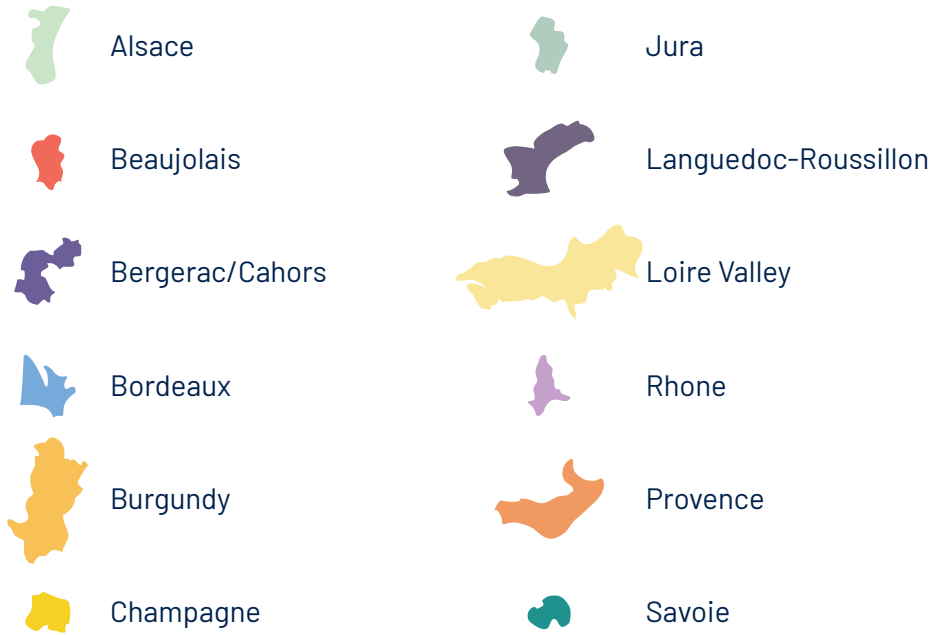 Alsace
Beaujolais
Bergerac/Cahors
Bordeaux
Burgundy
Champagne
Jura
Languedoc-Roussillon
Loire Valley
Rhone
Provence
Savoie